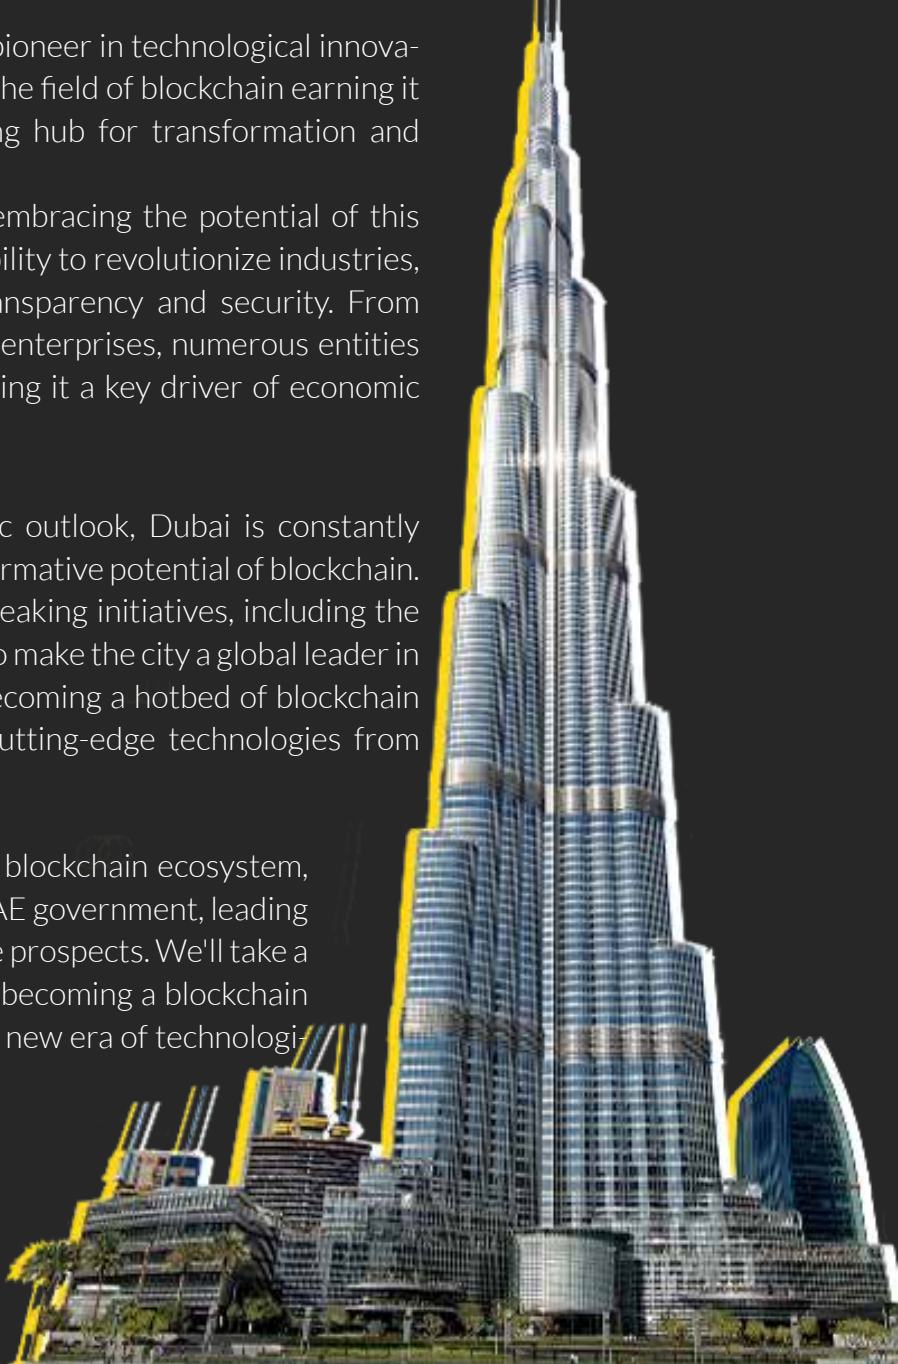 pioneer in technological innova-
he field of blockchain earning it
ng hub for transformation and
embracing the potential of this
bility to revolutionize industries,
ansparency and security. From
enterprises, numerous entities
ing it a key driver of economic
c outlook, Dubai is constantly
rmative potential of blockchain.
eaking initiatives, including the
o make the city a global leader in
ecoming a hotbed of blockchain
utting-edge technologies from
blockchain ecosystem,
AE government, leading
e prospects. We'll take a
becoming a blockchain
new era of technologi-